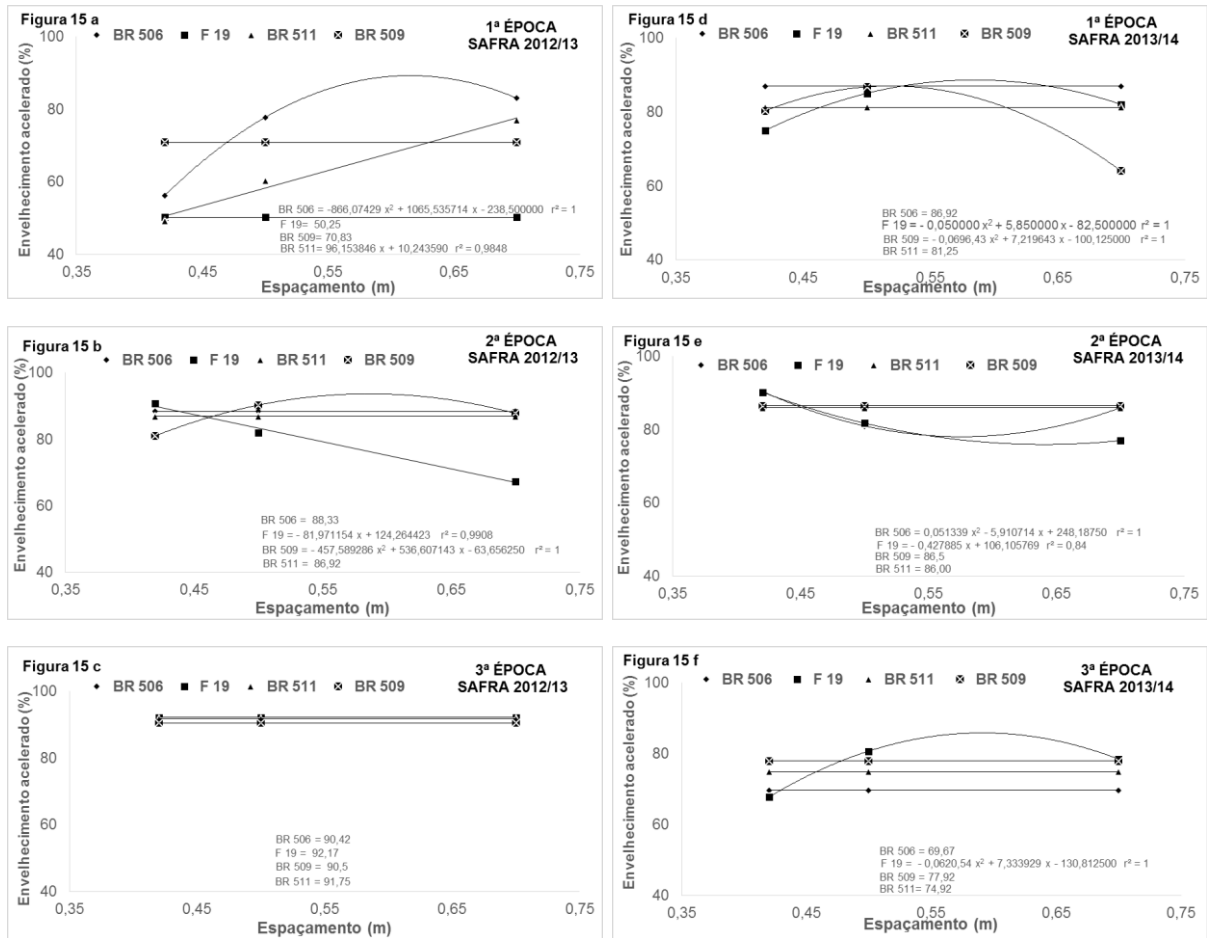 Figura 15 a
1ª ÉPOCA
SAFRA 2012/13
BR 506 F 19 BR 511 BR 509
Envelhecimento acelerado (%)
100
80
60
40
BR 506 = -866,07429 x² + 1065,535714 x - 238,500000 r² = 1
F 19 = 50,25
BR 509= 70,83
BR 511= 96,153846 x + 10,243590 r² = 0,9848
0,35 0,45 0,55 0,65 0,75
Espaçamento (m)
Figura 15 d
1ª ÉPOCA
SAFRA 2013/14
BR 506 F 19 BR 511 BR 509
Envelhecimento acelerado (%)
100
80
60
40
BR 506 = 86,92
F 19 = - 0,050000 x² + 5,850000 x - 82,500000 r² = 1
BR 509 = - 0,0696,43 x² + 7,219643 x - 100,125000 r² = 1
BR 511 = 81,25
0,35 0,45 0,55 0,65 0,75
Espaçamento (m)
Figura 15 b
2ª ÉPOCA
SAFRA 2012/13
BR 506 F 19 BR 511 BR 509
Envelhecimento acelerado (%)
100
80
60
40
BR 506 = 88,33
F 19 = - 81,971154 x + 124,264423 r² = 0,9908
BR 509 = - 457,589286 x² + 536,607143 x - 63,656250 r² = 1
BR 511 = 86,92
0,35 0,45 0,55 0,65 0,75
Espaçamento (m)
Figura 15 e
2ª ÉPOCA
SAFRA 2013/14
BR 506 F 19 BR 511 BR 509
Envelhecimento acelerado (%)
100
80
60
40
BR 506 = 0,051339 x² - 5,910714 x + 248,18750 r² = 1
F 19 = - 0,427885 x + 106,105769 r² = 0,84
BR 509 = 86,5
BR 511 = 86,00
0,35 0,45 0,55 0,65 0,75
Espaçamento (m)
Figura 15 c
3ª ÉPOCA
SAFRA 2012/13
BR 506 F 19 BR 511 BR 509
Envelhecimento acelerado (%)
100
80
60
40
BR 506 = 90,42
F 19 = 92,17
BR 509 = 90,5
BR 511 = 91,75
0,35 0,45 0,55 0,65 0,75
Espaçamento (m)
Figura 15 f
3ª ÉPOCA
SAFRA 2013/14
BR 506 F 19 BR 511 BR 509
Envelhecimento acelerado (%)
100
80
60
40
BR 506 = 69,67
F 19 = - 0,0620,54 x² + 7,333929 x - 130,812500 r² = 1
BR 509 = 77,92
BR 511= 74,92
0,35 0,45 0,55 0,65 0,75
Espaçamento (m)